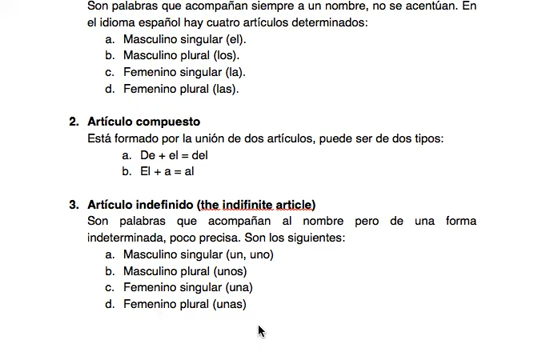 Son palabras que acompañan siempre a un nombre, no se acentúan. En
el idioma español hay cuatro artículos determinados:
a. Masculino singular (el).
b. Masculino plural (los).
c. Femenino singular (la).
d. Femenino plural (las).
2. Artículo compuesto
Está formado por la unión de dos artículos, puede ser de dos tipos:
a. De + el = del
b. El + a = al
3. Artículo indefinido (the indifinite article)
Son palabras que acompañan al nombre pero de una forma
indeterminada, poco precisa. Son los siguientes:
a. Masculino singular (un, uno)
b. Masculino plural (unos)
c. Femenino singular (una)
d. Femenino plural (unas)